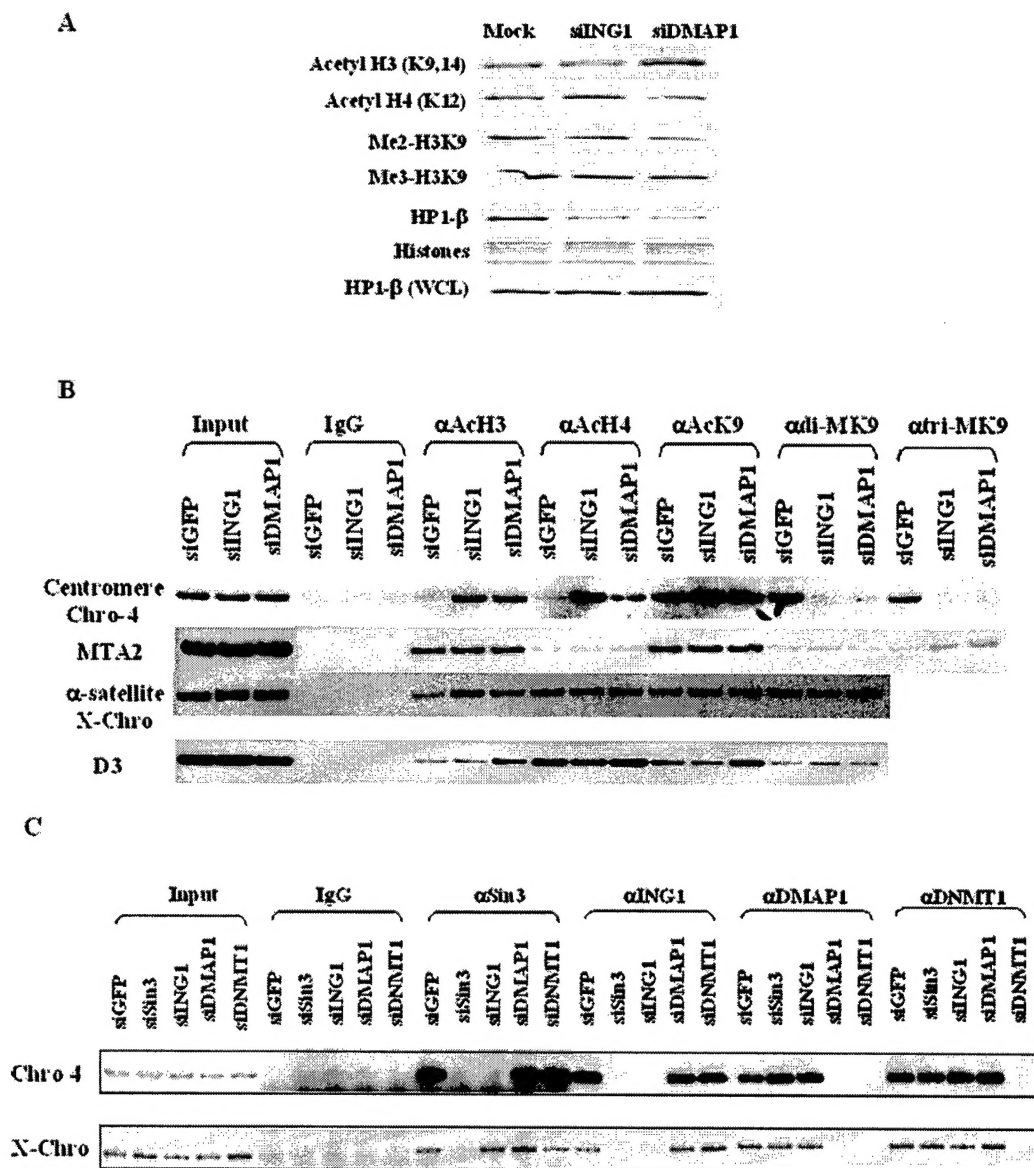 A
Mock siING1 siDMAP1
Acetyl H3 (K9,14)
Acetyl H4 (K12)
Me2-H3K9
Me3-H3K9
HP1-β
Histones
HP1-β (WCL)
B
Input IgG αAcH3 αAcH4 αAcK9 αdi-MK9 αtri-MK9
siGFP siING1 siDMAP1 siGFP siING1 siDMAP1 siGFP siING1 siDMAP1 siGFP siING1 siDMAP1 siGFP siING1 siDMAP1 siGFP siING1 siDMAP1 siGFP siING1 siDMAP1
Centromere
Chro-4
MTA2
α-satellite
X-Chro
D3
C
Input IgG αSin3 αING1 αDMAP1 αDNMT1
siGFP siSin3 siING1 siDMAP1 siDNMT1 siGFP siSin3 siING1 siDMAP1 siDNMT1 siGFP siSin3 siING1 siDMAP1 siDNMT1 siGFP siSin3 siING1 siDMAP1 siDNMT1 siGFP siSin3 siING1 siDMAP1 siDNMT1 siGFP siSin3 siING1 siDMAP1 siDNMT1
Chro 4
X-Chro